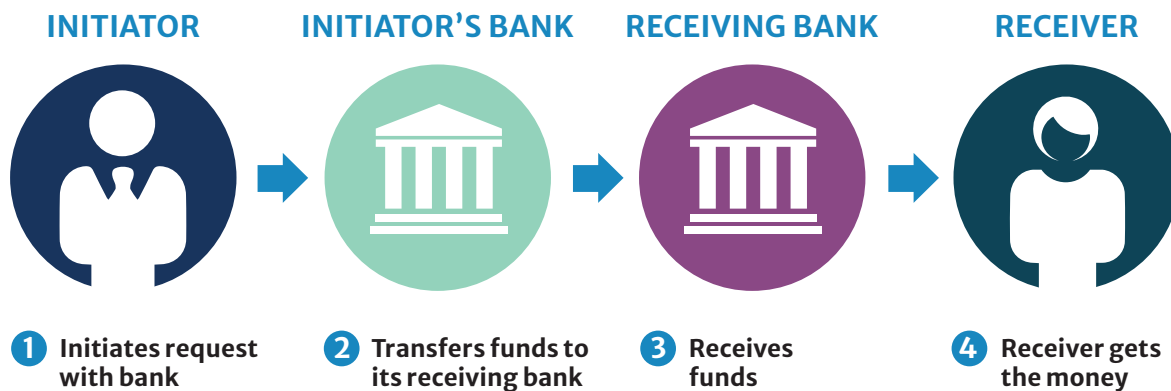 INITIATOR
INITIATOR’S BANK
RECEIVING BANK
RECEIVER
1 Initiates request
with bank
2 Transfers funds to
its receiving bank
3 Receives
funds
4 Receiver gets
the money